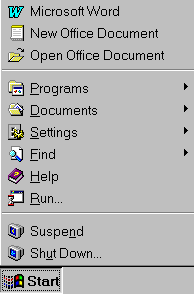 Microsoft Word
New Office Document
Open Office Document
Programs
Documents
Settings
Find
Help
Run...
Suspend
Shut Down...
Start